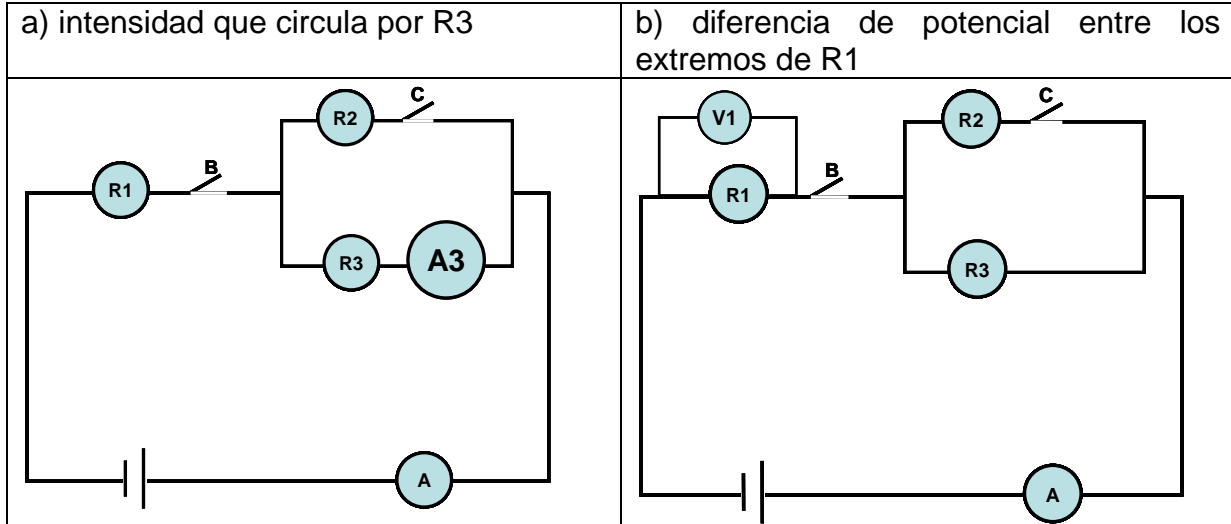 a) intensidad que circula por R3
b) diferencia de potencial entre los
extremos de R1
R2
C
R1
B
R3
A3
A
V1
R2
C
R1
B
R3
A